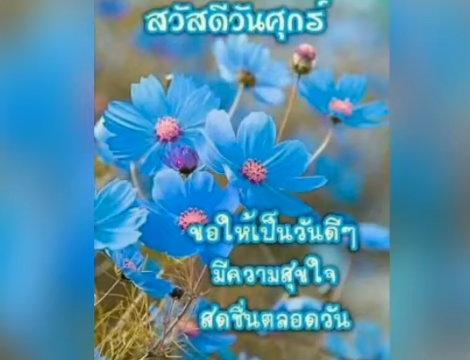 สวัสดีวันศุกร์
ขอให้เป็นวันดีๆ
มีความสุขใจ
สดชื่นตลอดวัน